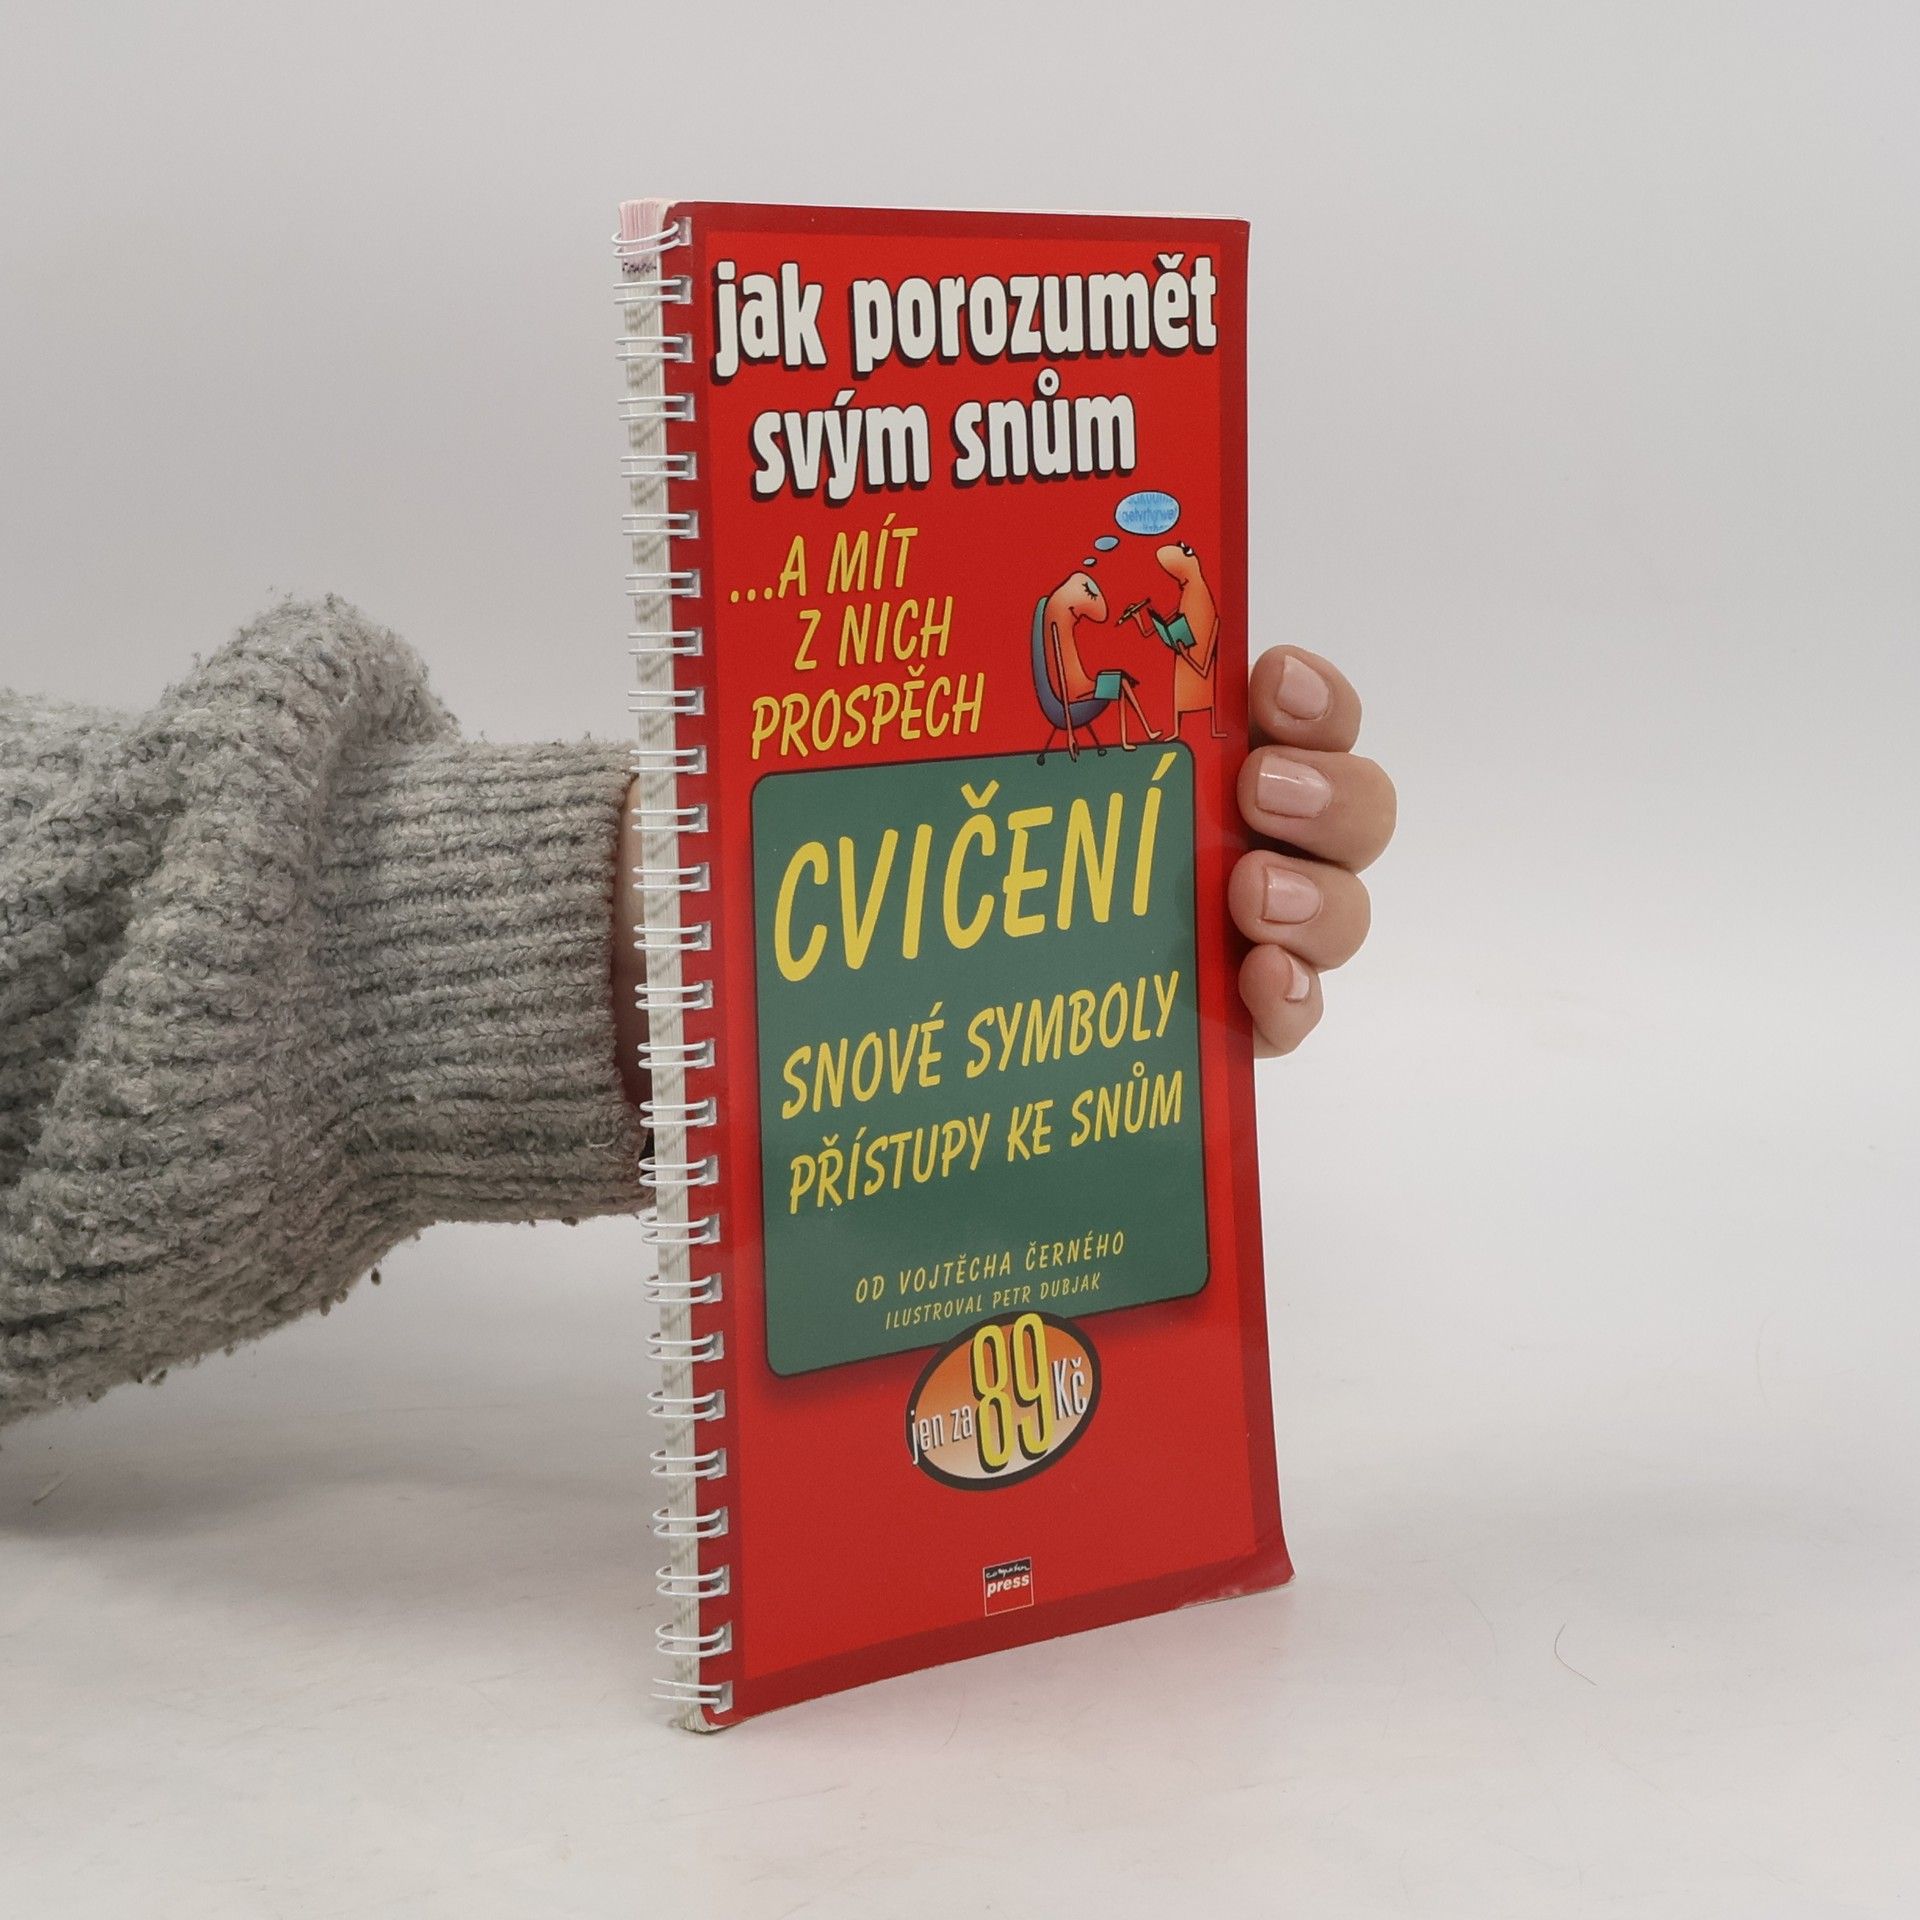 jak porozumět
svým snům
...A MÍT
Z NICH
PROSPĚCH
CVIČENÍ
SNOVÉ SYMBOLY
PŘÍSTUPY KE SNŮM
OD VOJTĚCHA ČERNÉHO
ILUSTROVAL PETR DUBJAK
jen za 89 Kč
computer
press